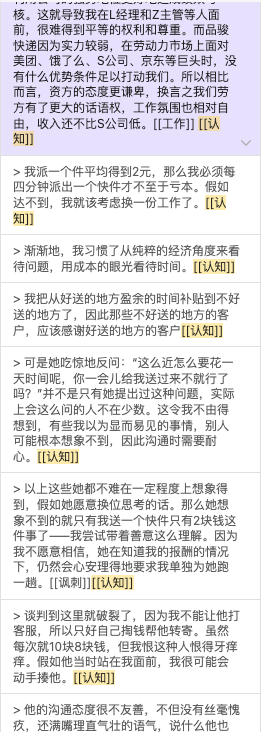 核。这就导致我在L经理和Z主管等人面
前，很难得到平等的权利和尊重。而品骏
快递因为实力较弱，在劳动力市场上面对
美团、饿了么、S公司、京东等巨头时，没
有什么优势条件足以打动我们。所以相比
而言，资方的态度更谦卑，换言之我们劳
方有了更大的话语权，工作氛围也相对自
由，收入还不比S公司低。[[工作]] [[认
知]]
> 我派一个件平均得到2元，那么我必须每
四分钟派出一个快件才不至于亏本。假如
达不到，我就该考虑换一份工作了。[[认
知]]
> 渐渐地，我习惯了从纯粹的经济角度来看
待问题，用成本的眼光看待时间。[[认知]]
> 我把从好送的地方盈余的时间补贴到不好
送的地方了，因此那些不好送的地方的客
户，应该感谢好送的地方的客户[[认知]]
> 可是她吃惊地反问：“这么近怎么要花一
天时间呢，你一会儿给我送过来不就行了
吗？”并不是只有她提出过这种问题，实际
上会这么问的人不在少数。这令我不由得
想到，有些我以为显而易见的事情，别人
可能根本想象不到，因此沟通时需要耐
心。[[认知]]
> 以上这些她都不难在一定程度上想象得
到，假如她愿意换位思考的话。那么她想
象不到的就只有我送一个快件只有2块钱这
件事了——我尝试带着善意这么理解。因为
我不愿意相信，她在知道我的报酬的情况
下，仍然会心安理得地要求我单独为她跑
一趟。[[讽刺]][[认知]]
> 谈判到这里就破裂了，因为我不能让他打
客服，所以只好自己掏钱帮他转寄。虽然
每次就10块8块钱，但我恨这种人恨得牙痒
痒。假如他当时站在我面前，我很可能会
动手揍他。[[认知]]
> 他的沟通态度很不友善，不但没有丝毫愧
疚，还满嘴理直气壮的语气，说什么他也